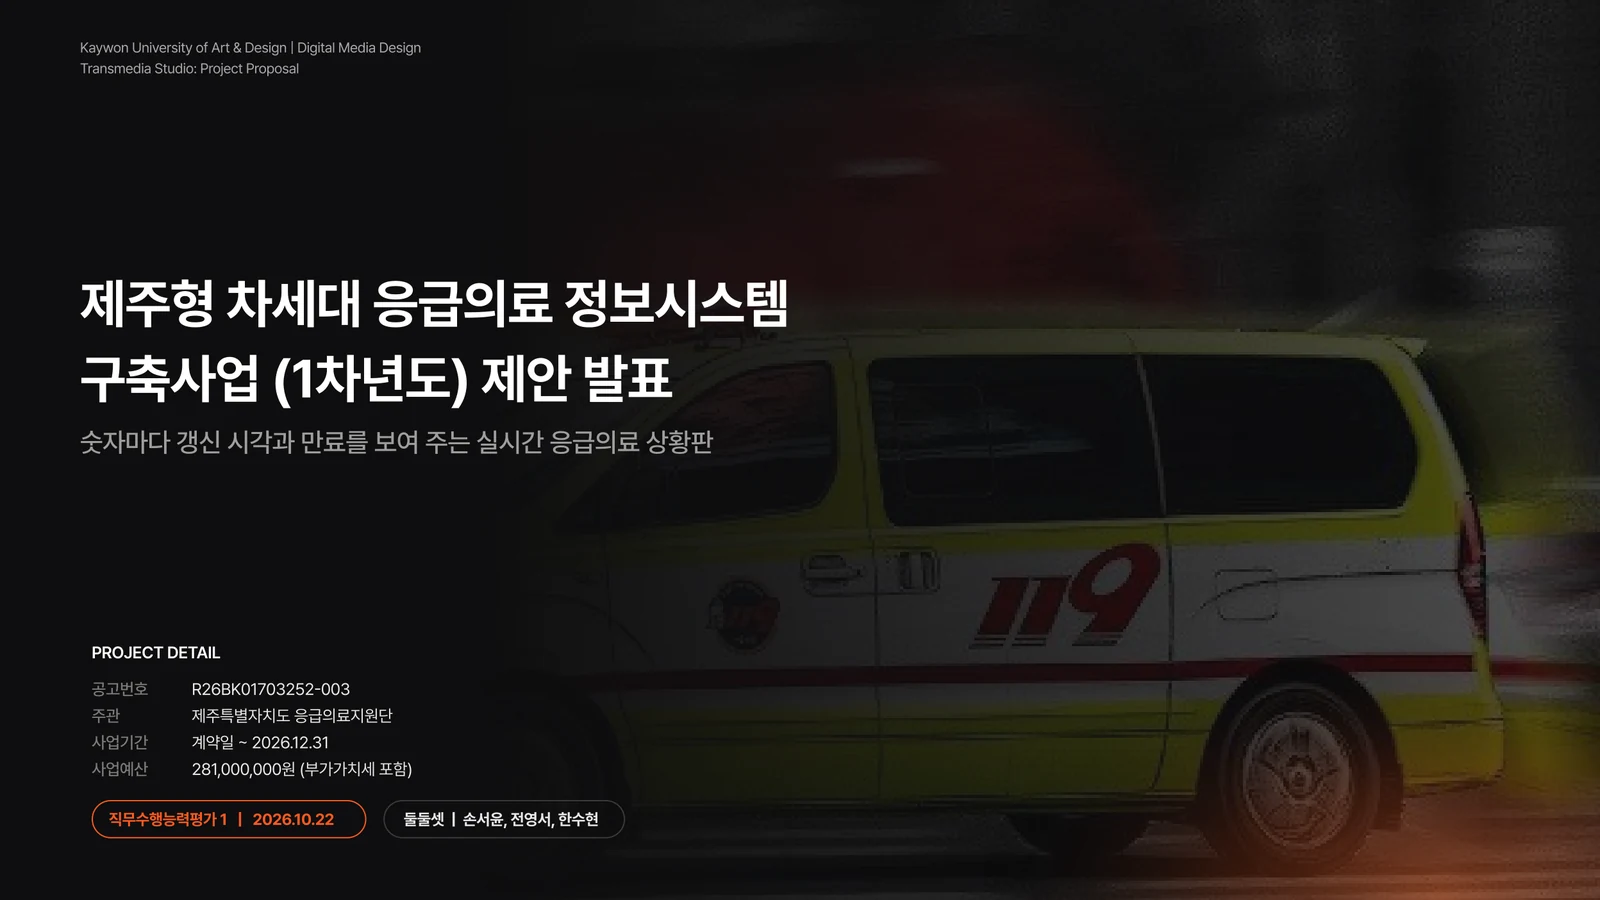 Kaywon University of Art & Design | Digital Media Design
Transmedia Studio: Project Proposal
제주형 차세대 응급의료 정보시스템
구축사업 (1차년도) 제안 발표
숫자마다 갱신 시각과 만료를 보여 주는 실시간 응급의료 상황판
119
119
PROJECT DETAIL
공고번호 R26BK01703252-003
주관 제주특별자치도 응급의료지원단
사업기간 계약일 ~ 2026.12.31
사업예산 281,000,000원 (부가가치세 포함)
직무수행능력평가 1 | 2026.10.22
둘둘셋 | 손서윤, 전영서, 한수현